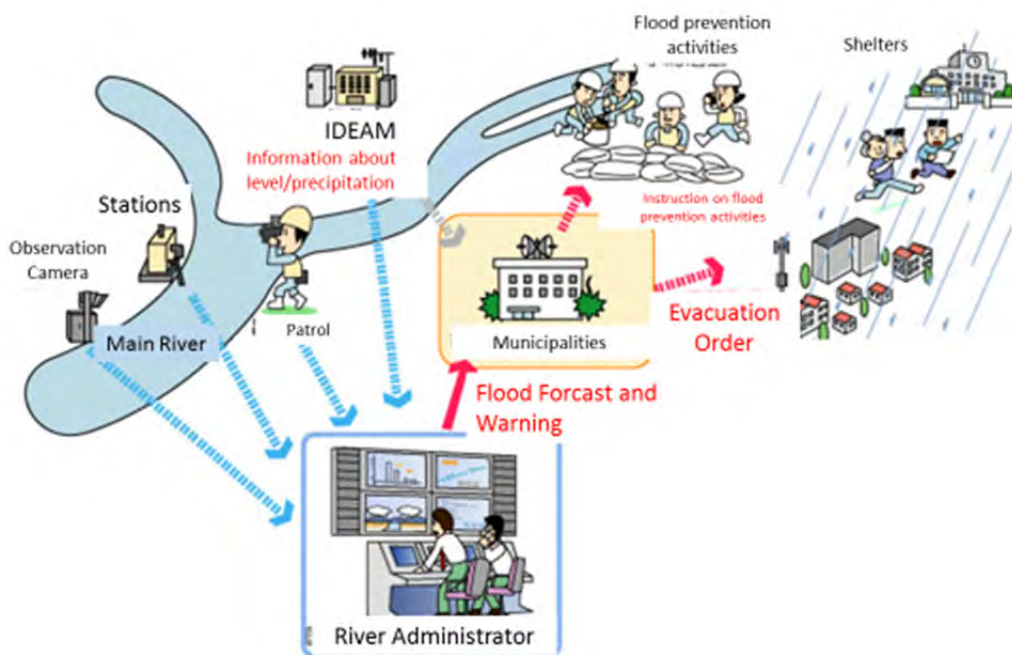 Flood prevention
activities
Shelters
IDEAM
Information about
level/precipitation
Stations
Instruction on flood
prevention activities
Observation
Camera
Patrol
Main River
Municipalities
Evacuation
Order
Flood Forcast and
Warning
River Administrator